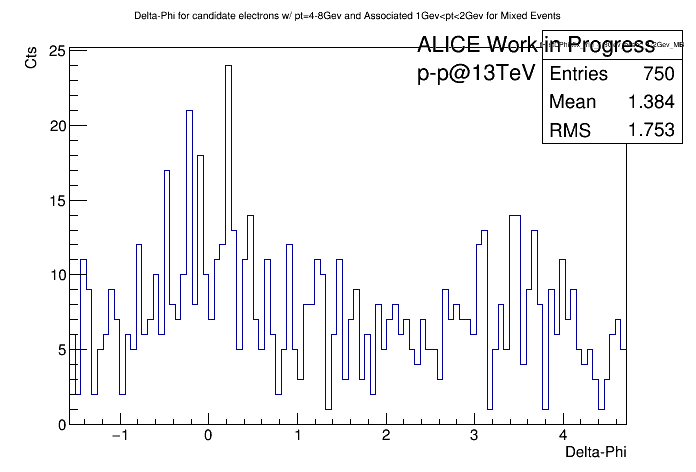 Delta-Phi for candidate electrons w/ pt=4-8Gev and Associated 1Gev<pt<2Gev for Mixed Events
Cts
ALICE Work in Progress
p-p@13TeV
Entries 750
Mean 1.384
RMS 1.753
25
20
15
10
5
0
−1 0 1 2 3 4
Delta-Phi